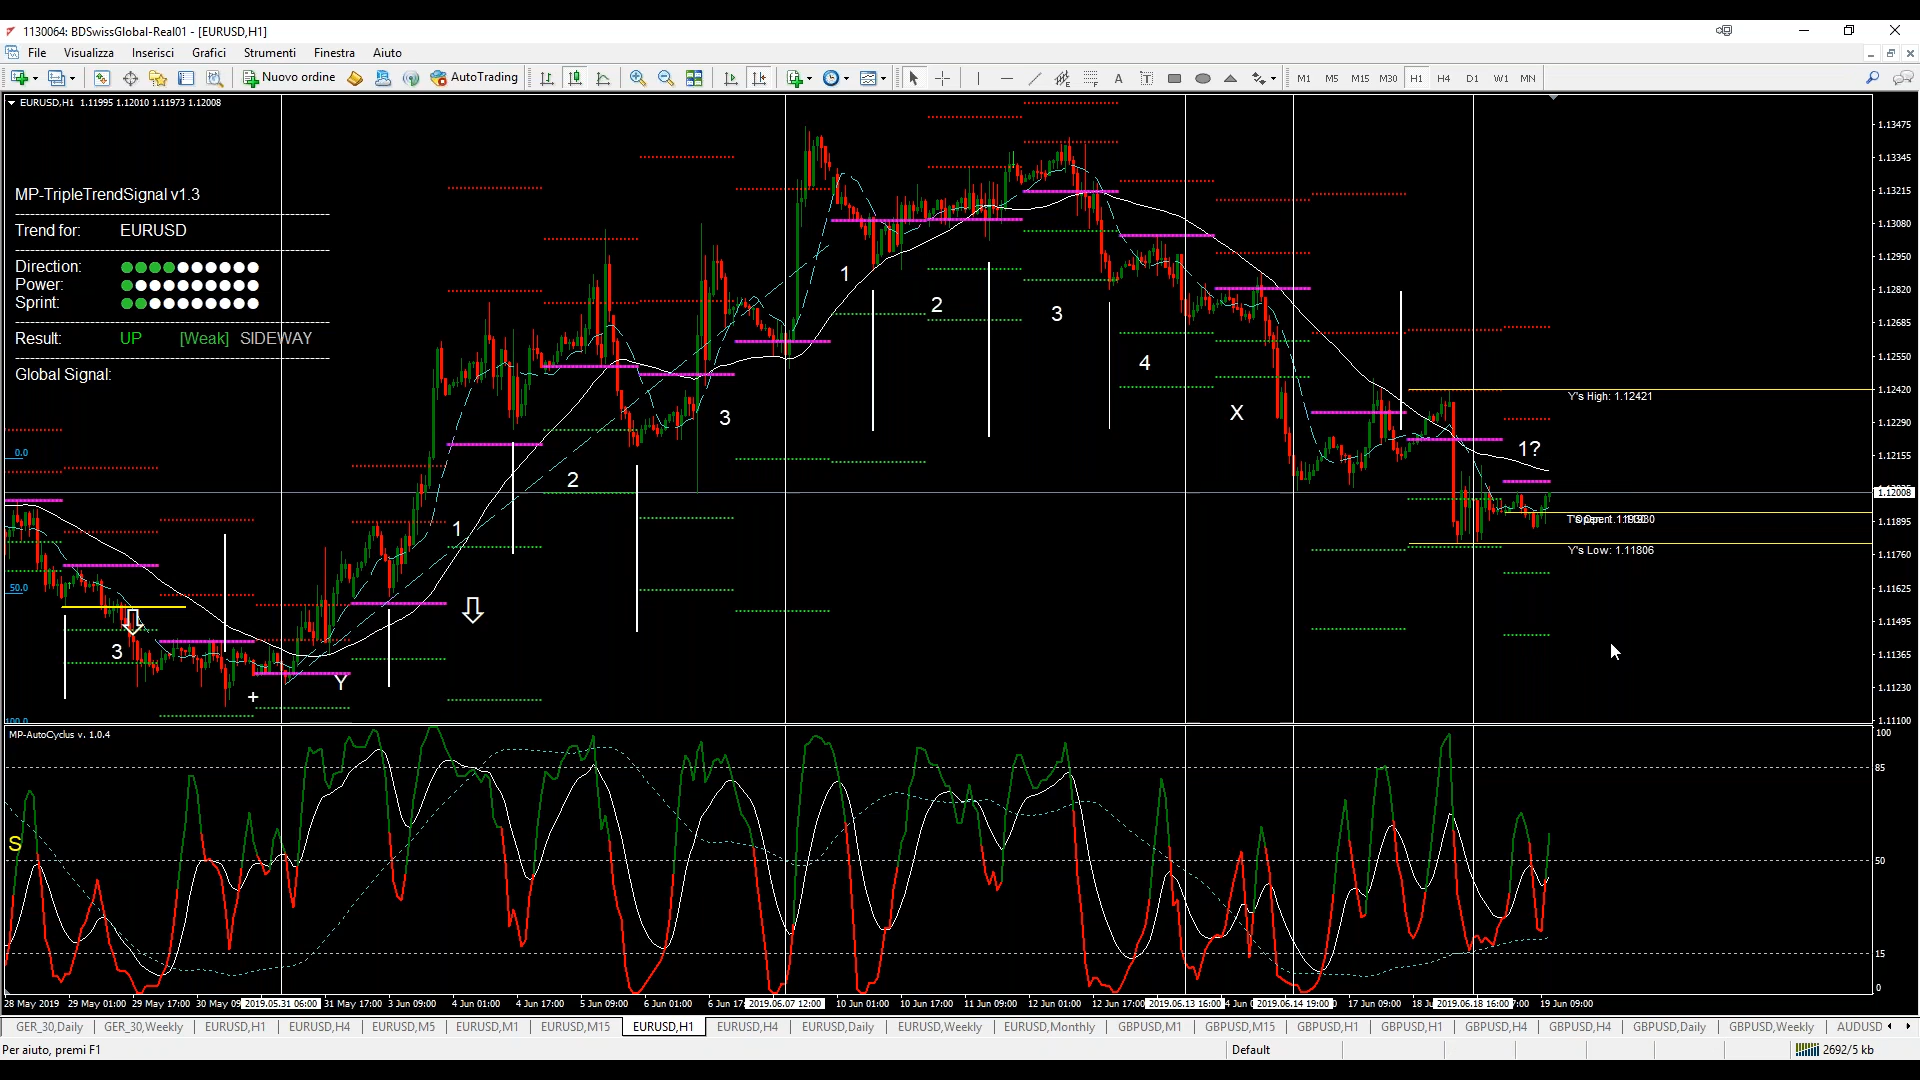 1130064: BDSwissGlobal-Real01 - [EURUSD,H1]
File Visualizza Inserisci Grafici Strumenti Finestra Aiuto
Nuovo ordine AutoTrading A T M1 M5 M15 M30 H1 H4 D1 W1 MN
EURUSD,H1 1.11995 1.12010 1.11973 1.12008
MP-TripleTrendSignal v1.3
Trend for: EURUSD
Direction:
Power:
Sprint:
Result: UP [Weak] SIDEWAY
Global Signal:
0.0
50.0
100.0
3
+
Y
1
2
3
1
2
3
4
X
1?
Y's High: 1.12421
Y's Low: 1.11806
1.13475
1.13345
1.13215
1.13080
1.12950
1.12820
1.12685
1.12550
1.12420
1.12290
1.12155
1.12008
1.11895
1.11760
1.11625
1.11495
1.11365
1.11230
1.11100
MP-AutoCyclus v. 1.0.4
S
100
85
50
15
0
28 May 2019 29 May 01:00 29 May 17:00 30 May 09 2019.05.31 06:00 31 May 17:00 3 Jun 09:00 4 Jun 01:00 4 Jun 17:00 5 Jun 09:00 6 Jun 01:00 6 Jun 17: 2019.06.07 12:00 10 Jun 01:00 10 Jun 17:00 11 Jun 09:00 12 Jun 01:00 12 Jun 17:00 2019.06.13 16:00 4 Jun 0 2019.06.14 19:00 17 Jun 09:00 18 J 2019.06.18 16:00 7:00 19 Jun 09:00
GER_30,Daily GER_30,Weekly EURUSD,H1 EURUSD,H4 EURUSD,M5 EURUSD,M1 EURUSD,M15 EURUSD,H1 EURUSD,H4 EURUSD,Daily EURUSD,Weekly EURUSD,Monthly GBPUSD,M1 GBPUSD,M15 GBPUSD,H1 GBPUSD,H1 GBPUSD,H4 GBPUSD,H4 GBPUSD,Daily GBPUSD,Weekly AUDUSD
Per aiuto, premi F1 Default 2692/5 kb